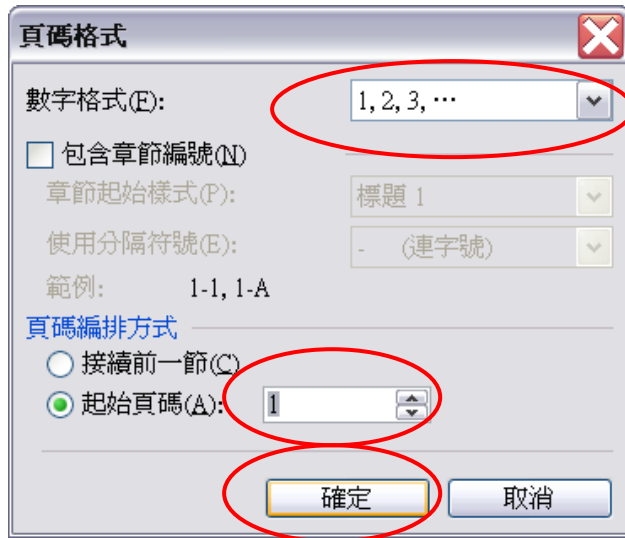 頁碼格式
數字格式(F): 1, 2, 3, …
包含章節編號(N)
章節起始樣式(P): 標題 1
使用分隔符號(E): - (連字號)
範例: 1-1, 1-A
頁碼編排方式
接續前一節(C)
起始頁碼(A): 1
確定 取消